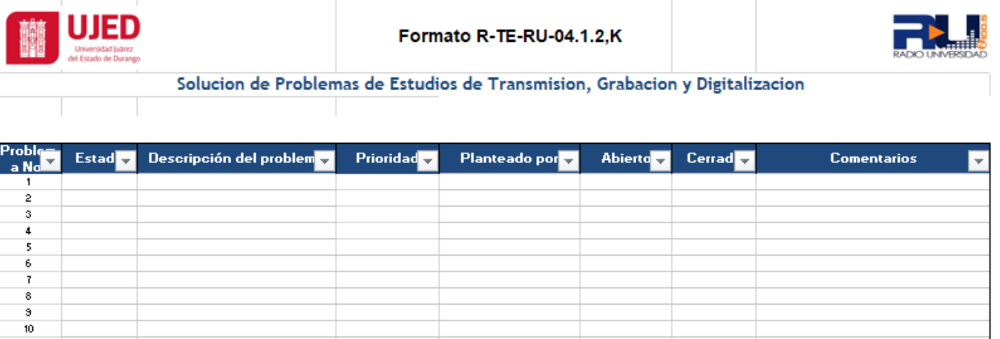 UJED
Universidad Juárez
del Estado de Durango
Formato R-TE-RU-04.1.2,K
RADIO UNIVERSIDAD
Solucion de Problemas de Estudios de Transmision, Grabacion y Digitalizacion
Problem
a No
Estad
Descripción del problem
Prioridad
Planteado por
Abierto
Cerrad
Comentarios
1
2
3
4
5
6
7
8
9
10